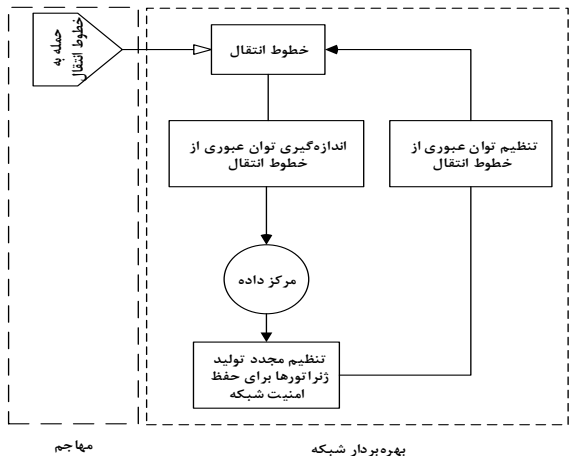 حمله به
خطوط انتقال
خطوط انتقال
اندازه‌گیری توان عبوری از
خطوط انتقال
تنظیم توان عبوری از
خطوط انتقال
مرکز داده
تنظیم مجدد تولید
ژنراتورها برای حفظ
امنیت شبکه
مهاجم
بهره‌بردار شبکه